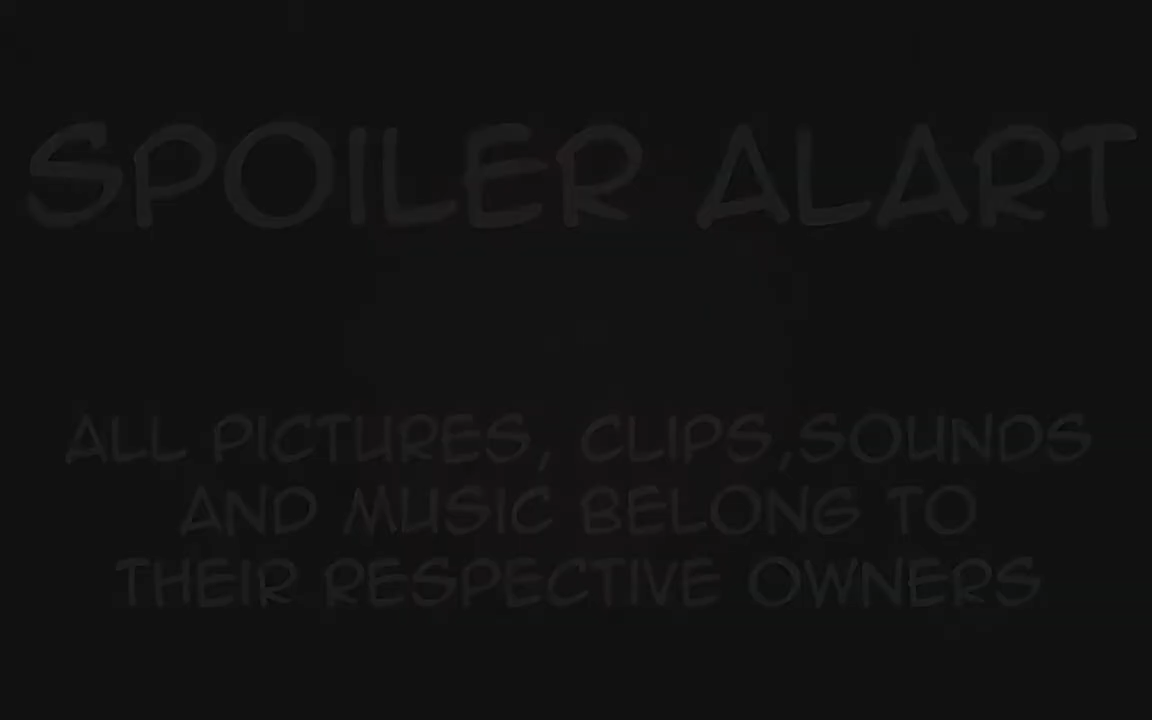 SPOILER ALART
ALL PICTURES, CLIPS,SOUNDS
AND MUSIC BELONG TO
THEIR RESPECTIVE OWNERS